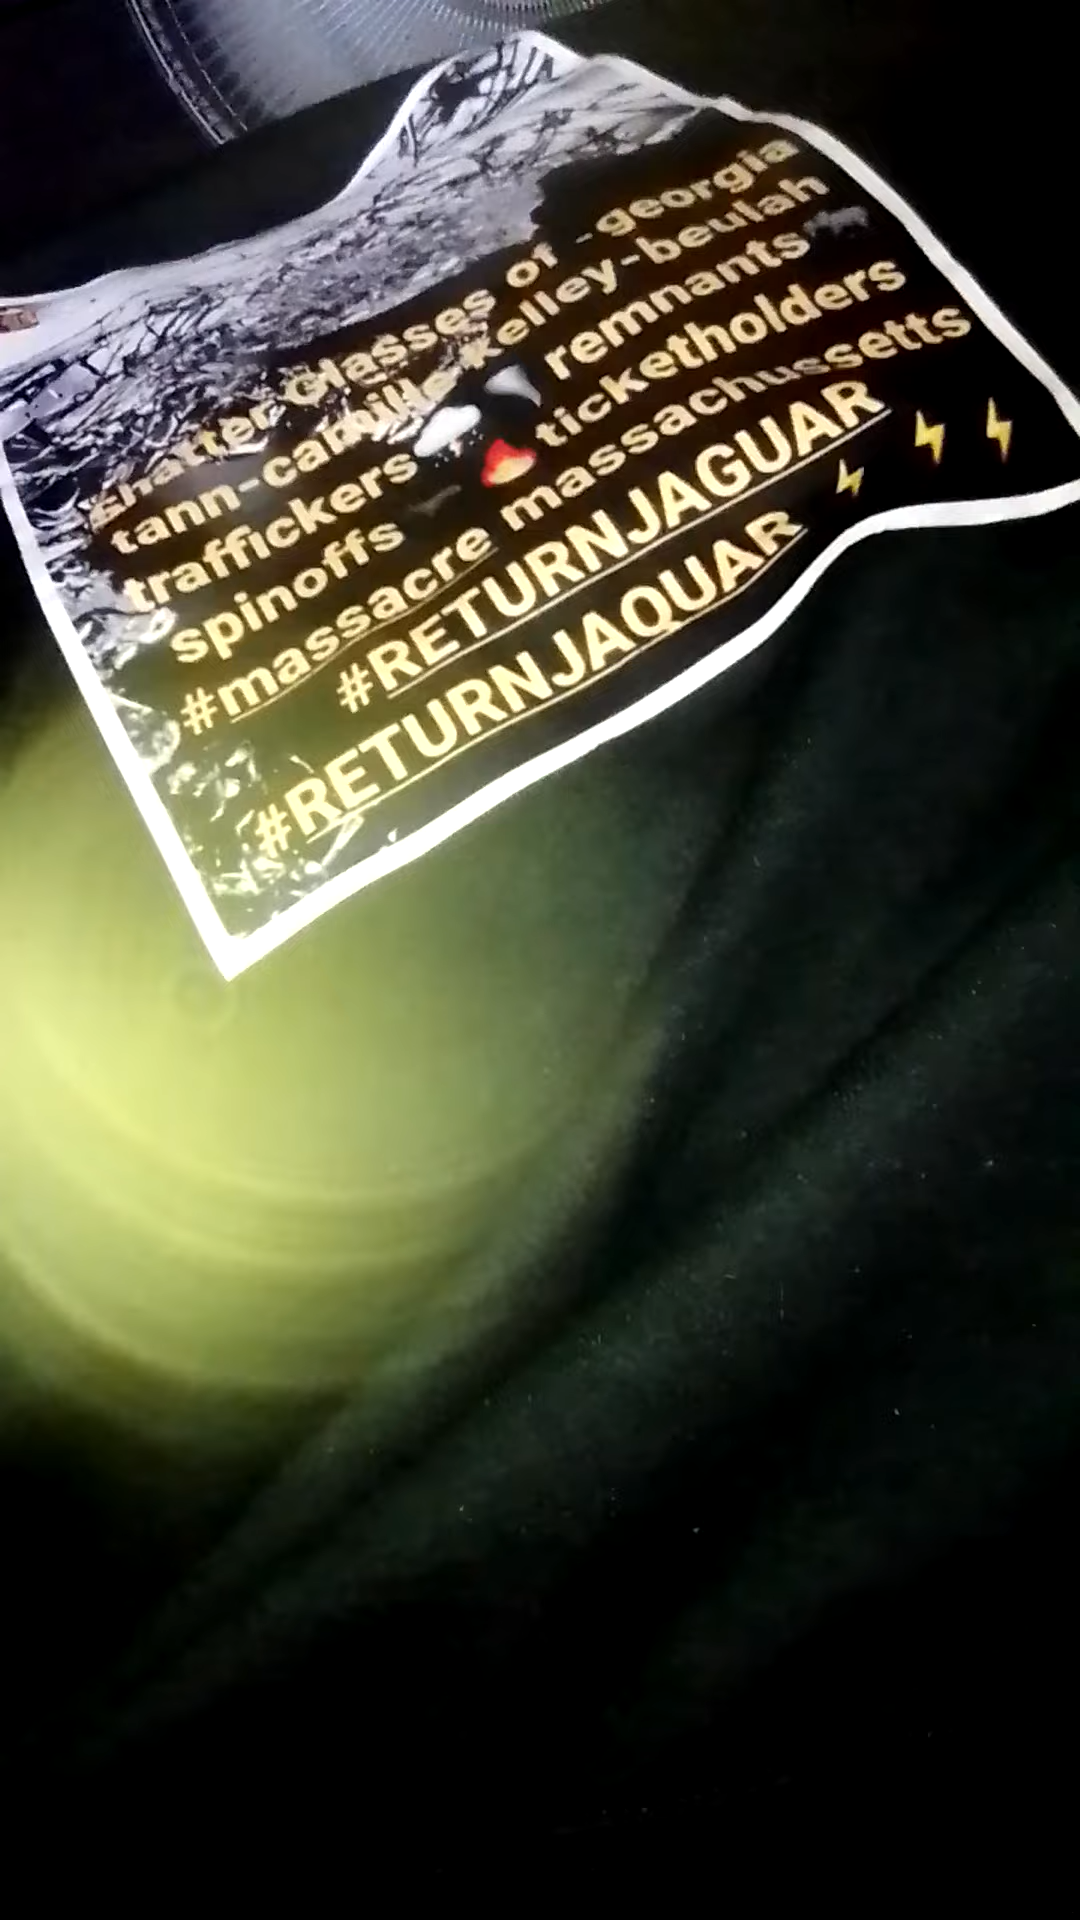 shatter Glasses of - georgia
tann-camille Kelley-beulah
traffickers remnants
spinoffs ticketholders
#massacre massachussetts
#RETURNJAGUAR
#RETURNJAQUAR